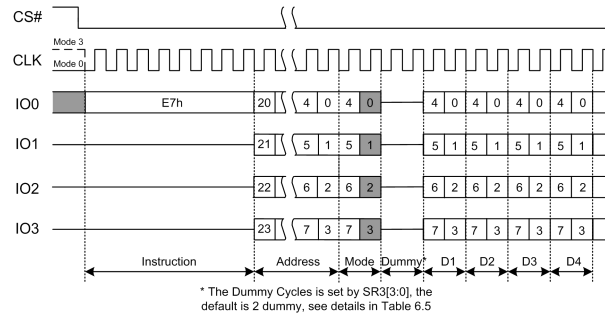 CS#
Mode 3
CLK
Mode 0
IO0 E7h 20 4 0 4 0 4 0 4 0 4 0 4 0
IO1 21 5 1 5 1 5 1 5 1 5 1 5 1
IO2 22 6 2 6 2 6 2 6 2 6 2 6 2
IO3 23 7 3 7 3 7 3 7 3 7 3 7 3
Instruction Address Mode Dummy* D1 D2 D3 D4
* The Dummy Cycles is set by SR3[3:0], the
default is 2 dummy, see details in Table 6.5